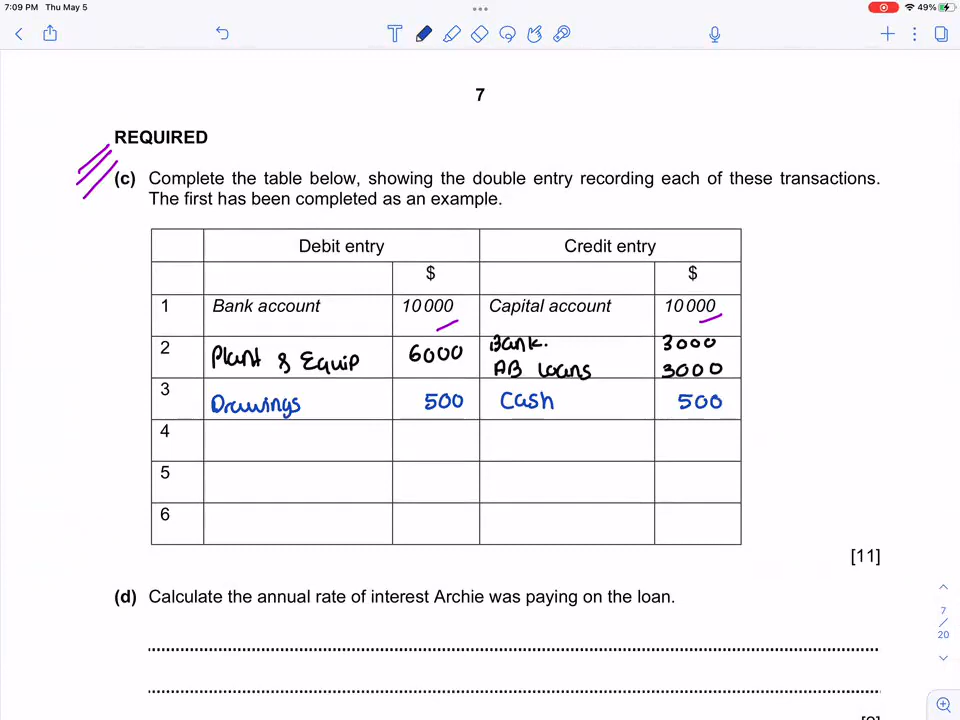 7:09 PM Thu May 5
49%
7
REQUIRED
(c) Complete the table below, showing the double entry recording each of these transactions.
The first has been completed as an example.
Debit entry Credit entry
$ $
1 Bank account 10 000 Capital account 10 000
2 Plant & Equip 6000 Bank. 3000
AB Loans 3000
3 Drawings 500 Cash 500
4
5
6
[11]
(d) Calculate the annual rate of interest Archie was paying on the loan.
7
/
20